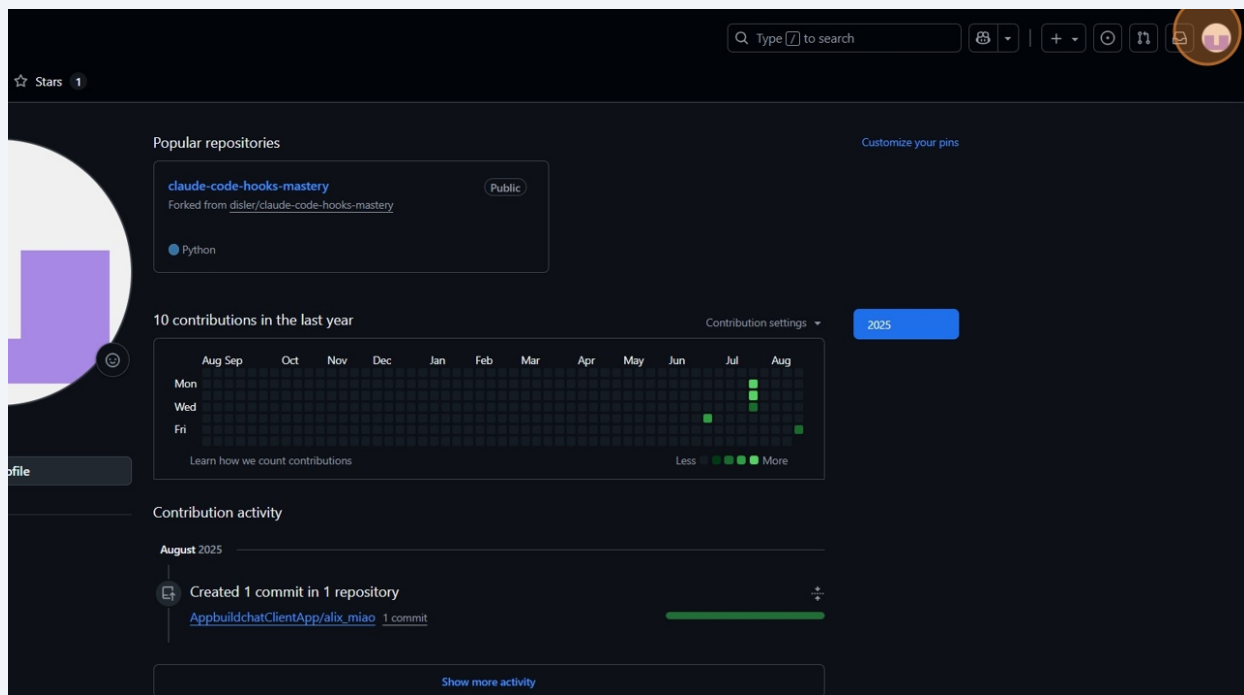 Type / to search
Stars 1
Popular repositories
Customize your pins
claude-code-hooks-mastery Public
Forked from disler/claude-code-hooks-mastery
Python
10 contributions in the last year
Contribution settings
2025
Aug Sep Oct Nov Dec Jan Feb Mar Apr May Jun Jul Aug
Mon
Wed
Fri
Learn how we count contributions
Less More
ofile
Contribution activity
August 2025
Created 1 commit in 1 repository
AppbuildchatClientApp/alix_miao 1 commit
Show more activity